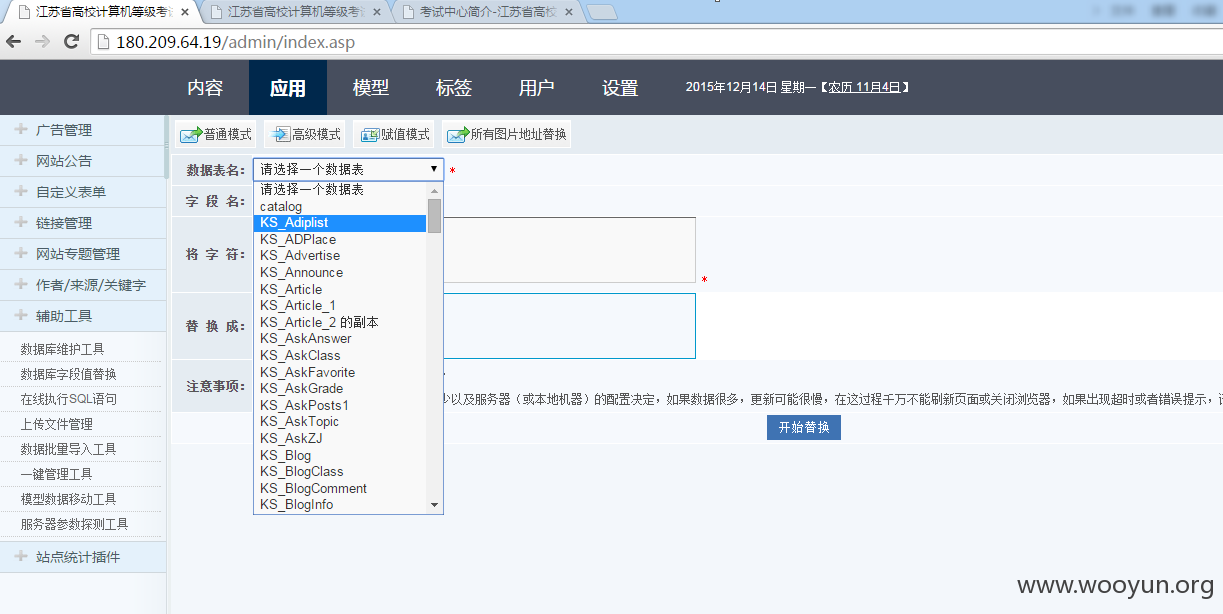 江苏省高校计算机等级考
江苏省高校计算机等级考
考试中心简介-江苏省高校
180.209.64.19/admin/index.asp
内容 应用 模型 标签 用户 设置 2015年12月14日 星期一【农历 11月4日】
广告管理
网站公告
自定义表单
链接管理
网站专题管理
作者/来源/关键字
辅助工具
数据库维护工具
数据库字段值替换
在线执行SQL语句
上传文件管理
数据批量导入工具
一键管理工具
模型数据移动工具
服务器参数探测工具
站点统计插件
普通模式 高级模式 赋值模式 所有图片地址替换
数据表名: 请选择一个数据表 *
请选择一个数据表
catalog
KS_Adiplist
KS_ADPlace
KS_Advertise
KS_Announce
KS_Article
KS_Article_1
KS_Article_2 的副本
KS_AskAnswer
KS_AskClass
KS_AskFavorite
KS_AskGrade
KS_AskPosts1
KS_AskTopic
KS_AskZJ
KS_Blog
KS_BlogClass
KS_BlogComment
KS_BlogInfo
字 段 名:
将 字 符: *
替 换 成:
注意事项:
少以及服务器（或本地机器）的配置决定，如果数据很多，更新可能很慢，在这过程千万不能刷新页面或关闭浏览器，如果出现超时或者错误提示，
开始替换
www.wooyun.org